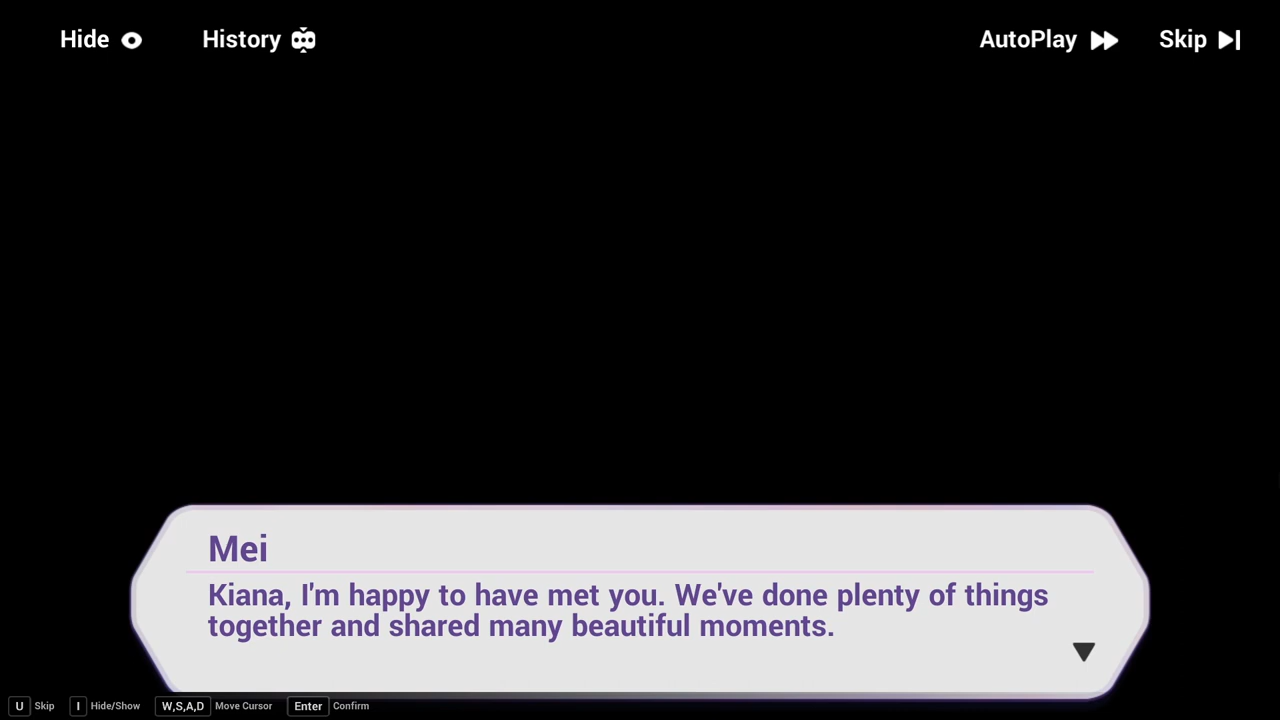 Hide
History
AutoPlay
Skip
Mei
Kiana, I'm happy to have met you. We've done plenty of things
together and shared many beautiful moments.
U Skip I Hide/Show W,S,A,D Move Cursor Enter Confirm